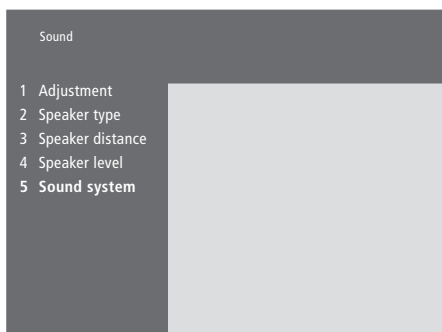 Sound
1 Adjustment
2 Speaker type
3 Speaker distance
4 Speaker level
5 Sound system